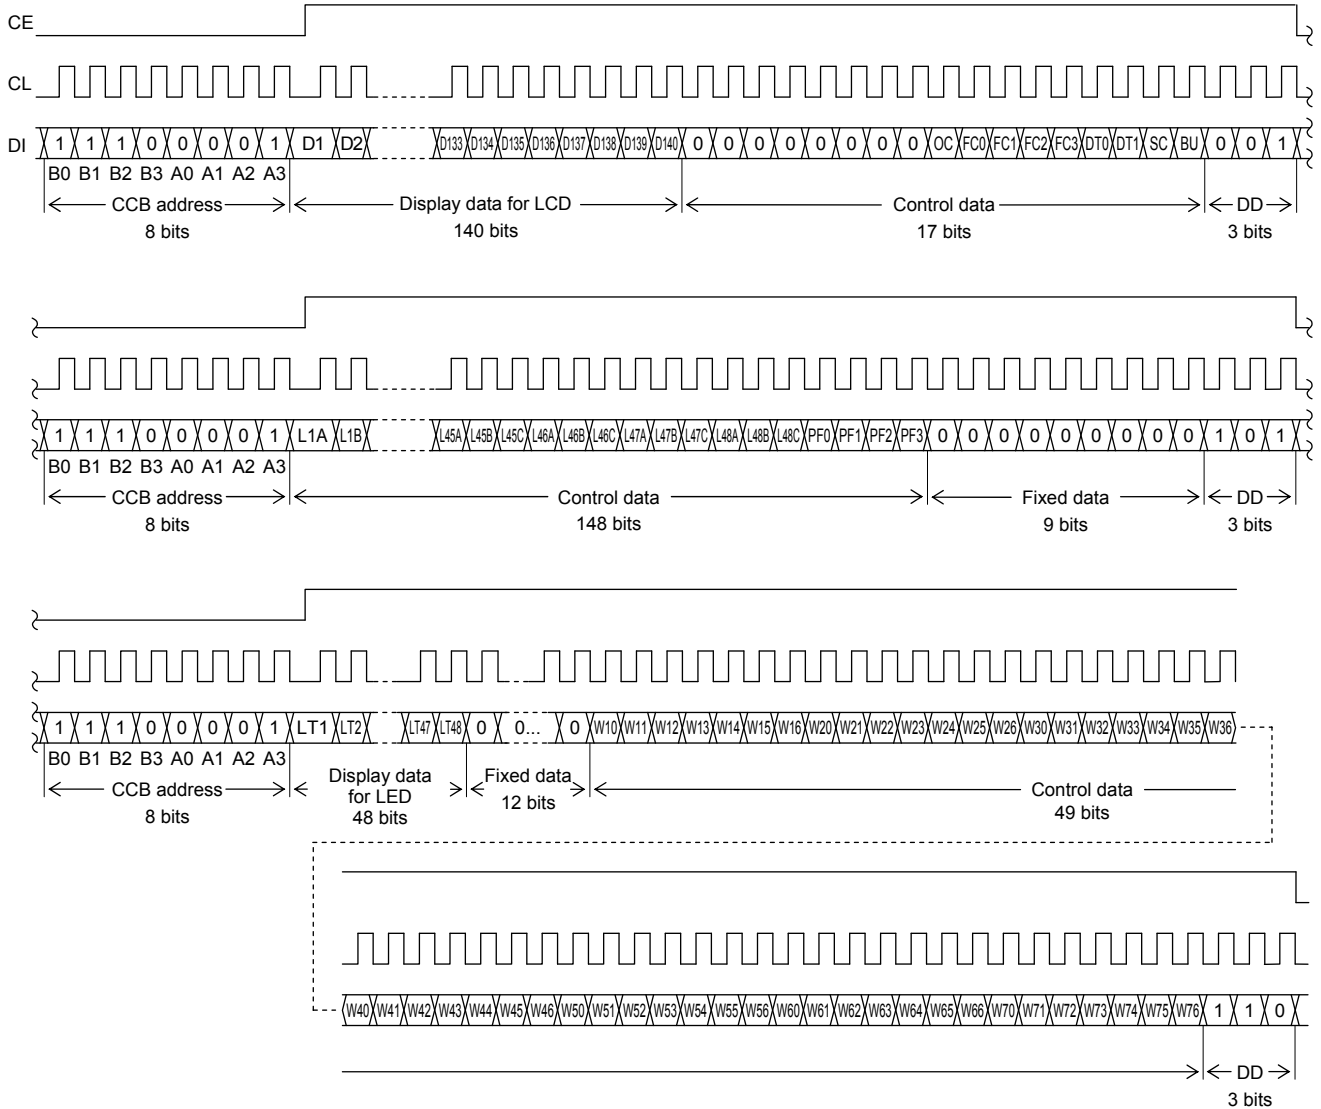 CE
CL
DI 1 1 1 0 0 0 0 1 D1 D2 D133 D134 D135 D136 D137 D138 D139 D140 0 0 0 0 0 0 0 0 OC FC0 FC1 FC2 FC3 DT0 DT1 SC BU 0 0 1
B0 B1 B2 B3 A0 A1 A2 A3
CCB address Display data for LCD Control data DD
8 bits 140 bits 17 bits 3 bits
1 1 1 0 0 0 0 1 L1A L1B L45A L45B L45C L46A L46B L46C L47A L47B L47C L48A L48B L48C PF0 PF1 PF2 PF3 0 0 0 0 0 0 0 0 0 1 0 1
B0 B1 B2 B3 A0 A1 A2 A3
CCB address Control data Fixed data DD
8 bits 148 bits 9 bits 3 bits
1 1 1 0 0 0 0 1 LT1 LT2 LT47 LT48 0 0... 0 W10 W11 W12 W13 W14 W15 W16 W20 W21 W22 W23 W24 W25 W26 W30 W31 W32 W33 W34 W35 W36
B0 B1 B2 B3 A0 A1 A2 A3
CCB address Display data for LED Fixed data Control data
8 bits 48 bits 12 bits 49 bits
W40 W41 W42 W43 W44 W45 W46 W50 W51 W52 W53 W54 W55 W56 W60 W61 W62 W63 W64 W65 W66 W70 W71 W72 W73 W74 W75 W76 1 1 0
DD
3 bits